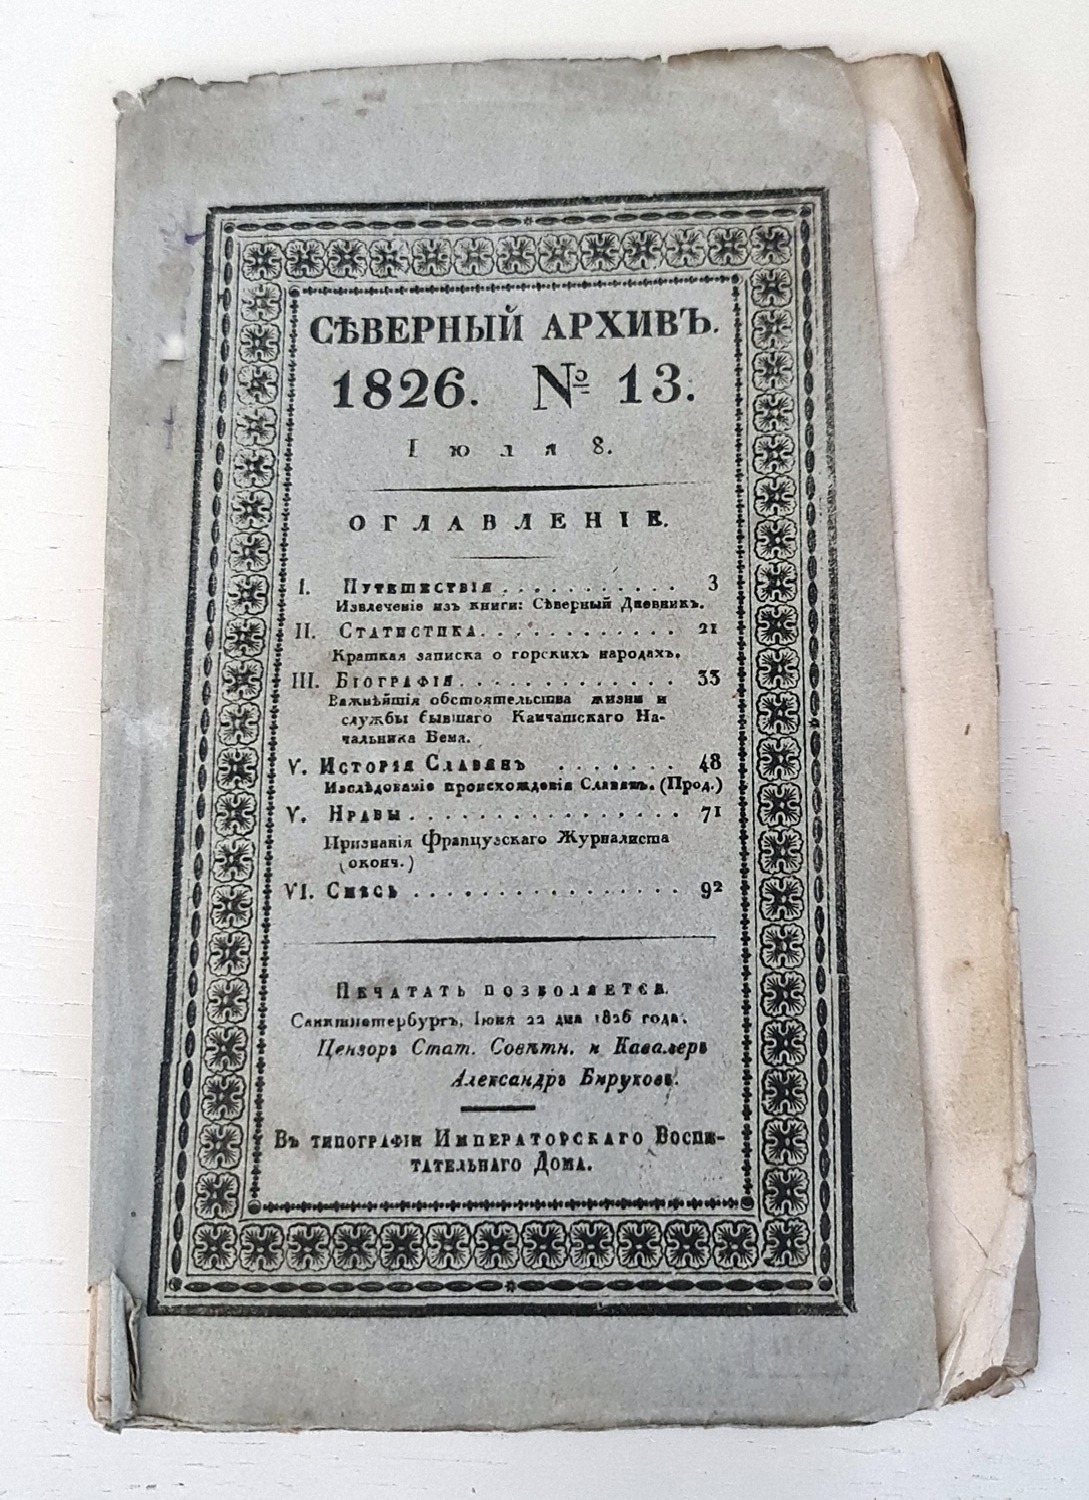 СѢВЕРНЫЙ АРХИВЪ.
1826. № 13.
Іюля 8.
ОГЛАВЛЕНІЕ.
I. Путешествія . . . . . . . . . . . 3
Извлеченіе изъ книги: Сѣверный Дневникъ.
II. Статистика. . . . . . . . . . . . 21
Краткая записка о горскихъ народахъ.
III. Біографія. . . . . . . . . . . . . 33
Важнѣйшія обстоятельства жизни и
службы бывшаго Камчатскаго На-
чальника Бема.
V. Исторія Славянъ . . . . . . . 48
Изслѣдованіе происхожденія Славянъ. (Прод.)
V. Нравы . . . . . . . . . . . . . . . . 71
Признанія Французскаго Журналиста
(оконч.)
VI. Смѣсь . . . . . . . . . . . . . . . . 92
Печатать позволяется.
Санктпетербургъ, Іюня 22 дня 1826 года.
Цензоръ Стат. Совѣтн. и Кавалеръ
Александръ Бируковъ.
Въ типографіи Императорскаго Воспи-
тательнаго Дома.